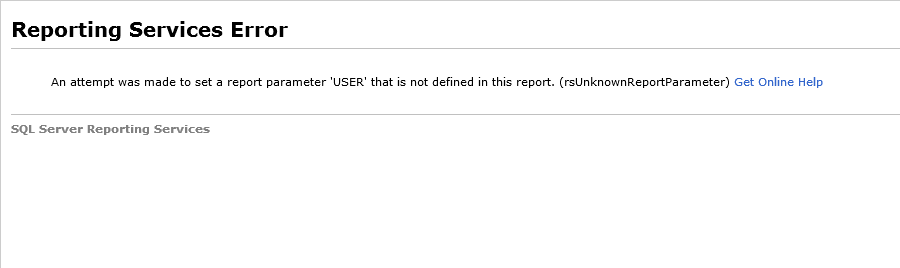 Reporting Services Error
An attempt was made to set a report parameter 'USER' that is not defined in this report. (rsUnknownReportParameter) Get Online Help
SQL Server Reporting Services